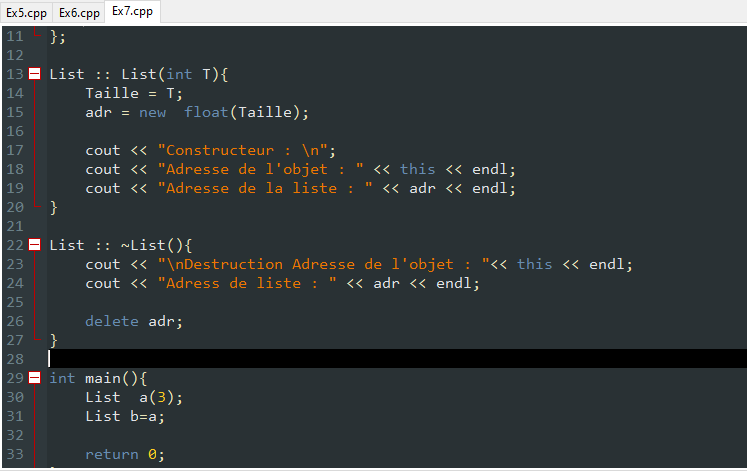 Ex5.cpp Ex6.cpp Ex7.cpp
11 };
12
13 List :: List(int T){
14     Taille = T;
15     adr = new  float(Taille);
16
17     cout << "Constructeur : \n";
18     cout << "Adresse de l'objet : " << this << endl;
19     cout << "Adresse de la liste : " << adr << endl;
20 }
21
22 List :: ~List(){
23     cout << "\nDestruction Adresse de l'objet : "<< this << endl;
24     cout << "Adress de liste : " << adr << endl;
25
26     delete adr;
27 }
28
29 int main(){
30     List  a(3);
31     List b=a;
32
33     return 0;